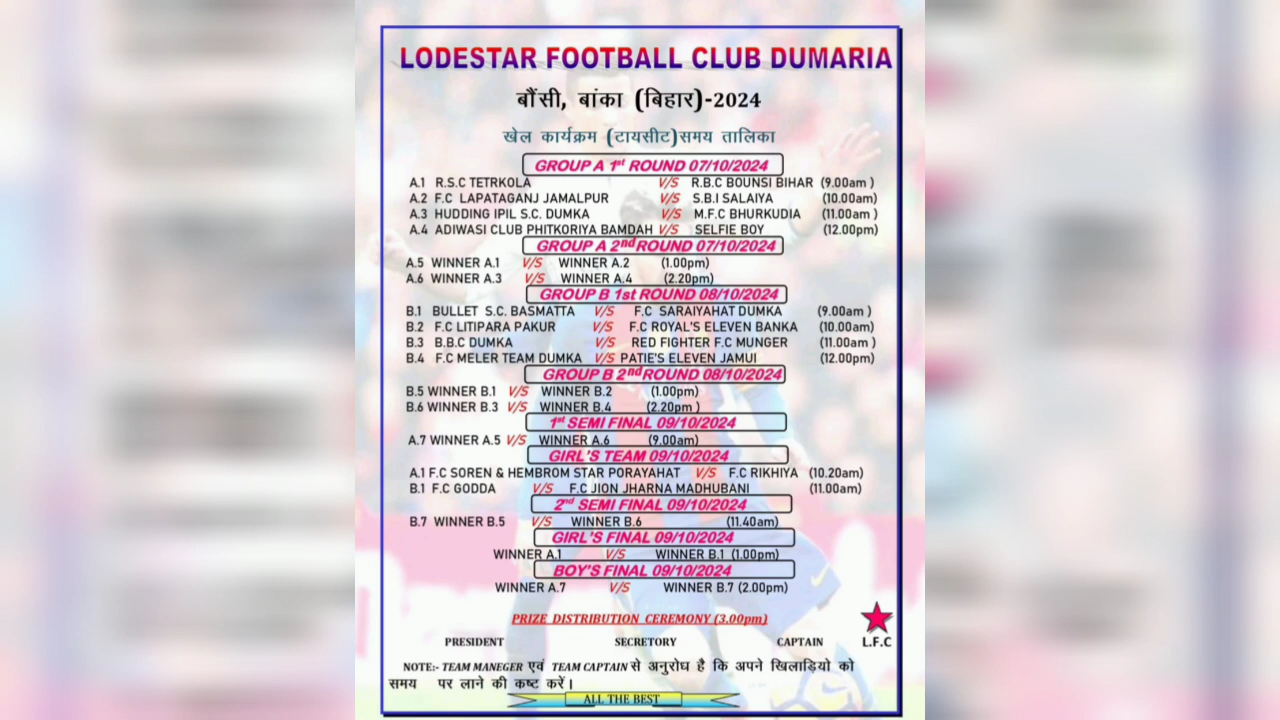 LODESTAR FOOTBALL CLUB DUMARIA
बौंसी, बांका (बिहार)-2024
खेल कार्यक्रम (टायसीट)समय तालिका
GROUP A 1st ROUND 07/10/2024
A.1 R.S.C TETRKOLA V/S R.B.C BOUNSI BIHAR (9.00am )
A.2 F.C LAPATAGANJ JAMALPUR V/S S.B.I SALAIYA (10.00am)
A.3 HUDDING IPIL S.C. DUMKA V/S M.F.C BHURKUDIA (11.00am )
A.4 ADIWASI CLUB PHITKORIYA BAMDAH V/S SELFIE BOY (12.00pm)
GROUP A 2nd ROUND 07/10/2024
A.5 WINNER A.1 V/S WINNER A.2 (1.00pm)
A.6 WINNER A.3 V/S WINNER A.4 (2.20pm)
GROUP B 1st ROUND 08/10/2024
B.1 BULLET S.C. BASMATTA V/S F.C SARAIYAHAT DUMKA (9.00am )
B.2 F.C LITIPARA PAKUR V/S F.C ROYAL'S ELEVEN BANKA (10.00am)
B.3 B.B.C DUMKA V/S RED FIGHTER F.C MUNGER (11.00am )
B.4 F.C MELER TEAM DUMKA V/S PATIE'S ELEVEN JAMUI (12.00pm)
GROUP B 2nd ROUND 08/10/2024
B.5 WINNER B.1 V/S WINNER B.2 (1.00pm)
B.6 WINNER B.3 V/S WINNER B.4 (2.20pm )
1st SEMI FINAL 09/10/2024
A.7 WINNER A.5 V/S WINNER A.6 (9.00am)
GIRL'S TEAM 09/10/2024
A.1 F.C SOREN & HEMBROM STAR PORAYAHAT V/S F.C RIKHIYA (10.20am)
B.1 F.C GODDA V/S F.C JION JHARNA MADHUBANI (11.00am)
2nd SEMI FINAL 09/10/2024
B.7 WINNER B.5 V/S WINNER B.6 (11.40am)
GIRL'S FINAL 09/10/2024
WINNER A.1 V/S WINNER B.1 (1.00pm)
BOY'S FINAL 09/10/2024
WINNER A.7 V/S WINNER B.7 (2.00pm)
PRIZE DISTRIBUTION CEREMONY (3.00pm)
PRESIDENT SECRETORY CAPTAIN L.F.C
NOTE:- TEAM MANEGER एवं TEAM CAPTAIN से अनुरोध है कि अपने खिलाड़ियो को
समय पर लाने की कष्ट करें।
ALL THE BEST